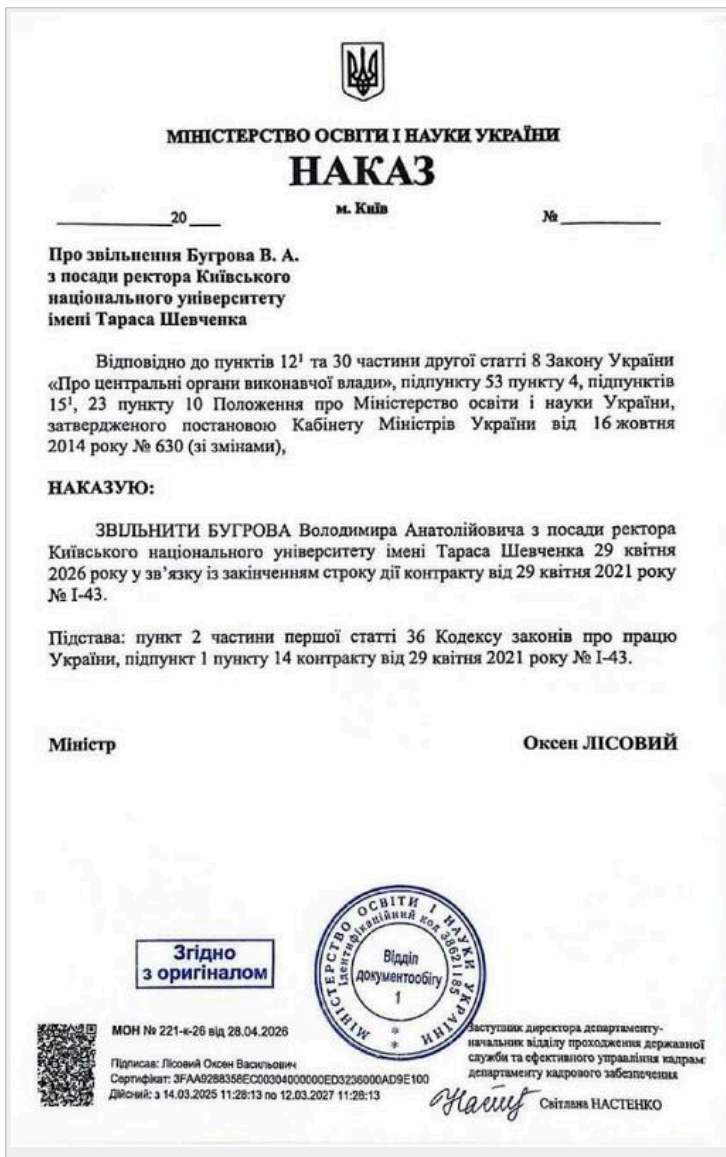 МІНІСТЕРСТВО ОСВІТИ І НАУКИ УКРАЇНИ
НАКАЗ
м. Київ
____________20___ № __________
Про звільнення Бугрова В. А.
з посади ректора Київського
національного університету
імені Тараса Шевченка
Відповідно до пунктів 12¹ та 30 частини другої статті 8 Закону України
«Про центральні органи виконавчої влади», підпункту 53 пункту 4, підпунктів
15¹, 23 пункту 10 Положення про Міністерство освіти і науки України,
затвердженого постановою Кабінету Міністрів України від 16 жовтня
2014 року № 630 (зі змінами),
НАКАЗУЮ:
ЗВІЛЬНИТИ БУГРОВА Володимира Анатолійовича з посади ректора
Київського національного університету імені Тараса Шевченка 29 квітня
2026 року у зв’язку із закінченням строку дії контракту від 29 квітня 2021 року
№ I-43.
Підстава: пункт 2 частини першої статті 36 Кодексу законів про працю
України, підпункт 1 пункту 14 контракту від 29 квітня 2021 року № I-43.
Міністр Оксен ЛІСОВИЙ
Згідно
з оригіналом
МІНІСТЕРСТВО ОСВІТИ І НАУКИ УКРАЇНИ
Ідентифікаційний код 38621185
Відділ
документообігу
1
МОН № 221-к-26 від 28.04.2026
Підписав: Лісовий Оксен Васильович
Сертифікат: 3FAA9288358EC00304000000ED3236000AD9E100
Дійсний: з 14.03.2025 11:28:13 по 12.03.2027 11:28:13
Заступник директора департаменту-
начальник відділу проходження державної
служби та ефективного управління кадрам
департаменту кадрового забезпечення
Світлана НАСТЕНКО